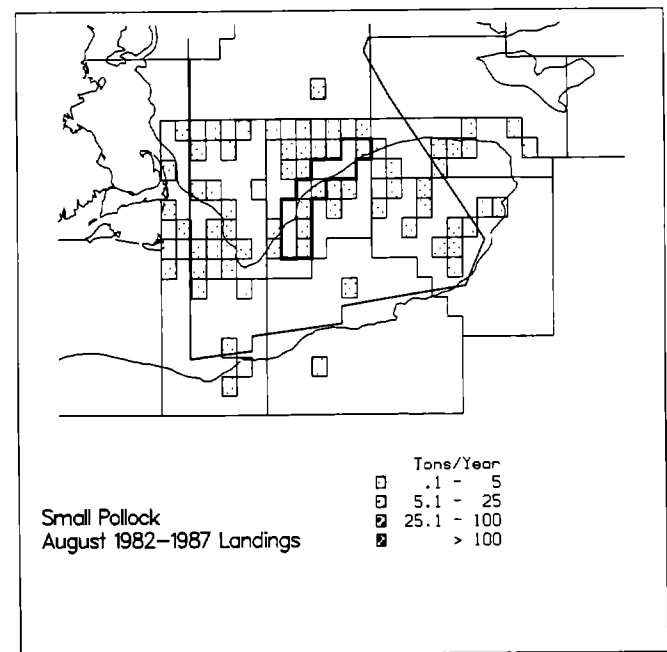 Tons/Year
.1 - 5
5.1 - 25
25.1 - 100
> 100
Small Pollock
August 1982-1987 Landings